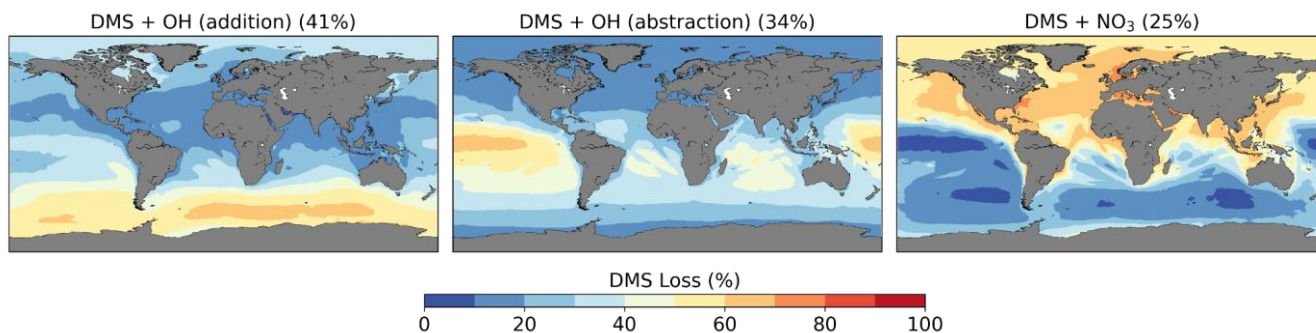 DMS + OH (addition) (41%) DMS + OH (abstraction) (34%) DMS + NO₃ (25%)
DMS Loss (%)
0 20 40 60 80 100